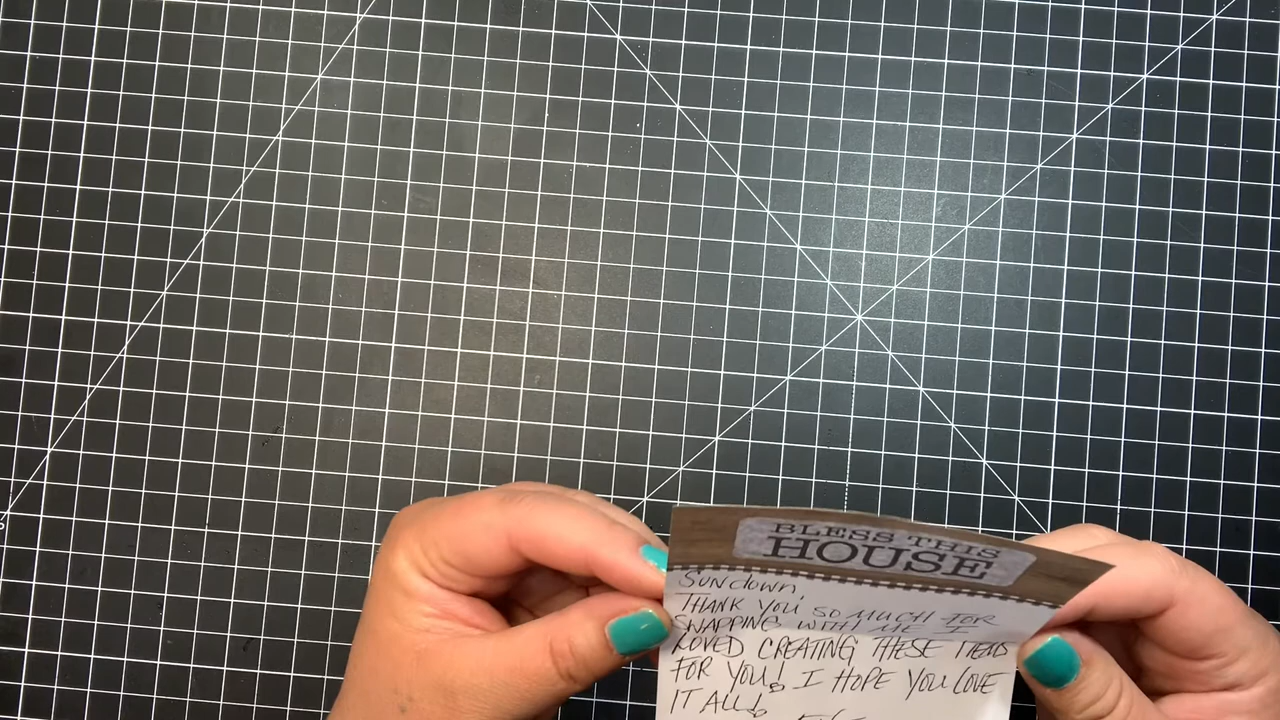 BLESS THIS
HOUSE
SUNdowN,
THANK YOU SO MUCH FOR
SWAPPING WITH ME I
LOVED CREATING THESE ITEMS
FOR YOU! I HOPE YOU LOVE
IT ALL!